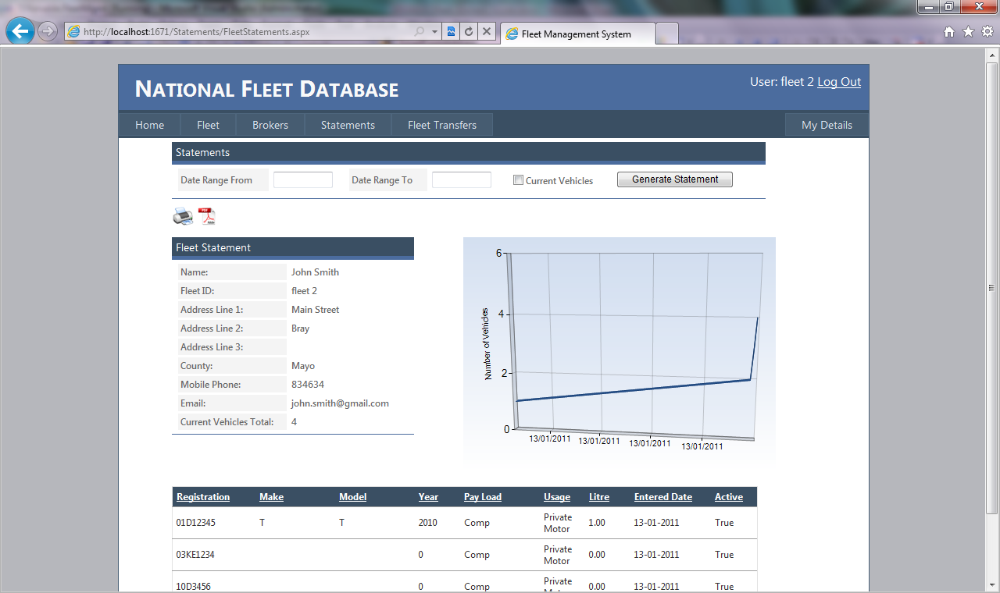 http://localhost:1671/Statements/FleetStatements.aspx
Fleet Management System
NATIONAL FLEET DATABASE
User: fleet 2 Log Out
Home Fleet Brokers Statements Fleet Transfers My Details
Statements
Date Range From Date Range To Current Vehicles Generate Statement
PDF
Fleet Statement
Name: John Smith
Fleet ID: fleet 2
Address Line 1: Main Street
Address Line 2: Bray
Address Line 3:
County: Mayo
Mobile Phone: 834634
Email: john.smith@gmail.com
Current Vehicles Total: 4
Number of Vehicles
6
4
2
0
13/01/2011 13/01/2011 13/01/2011 13/01/2011
Registration Make Model Year Pay Load Usage Litre Entered Date Active
01D12345 T T 2010 Comp Private Motor 1.00 13-01-2011 True
03KE1234 0 Comp Private Motor 0.00 13-01-2011 True
10D3456 0 Comp Private 0.00 13-01-2011 True